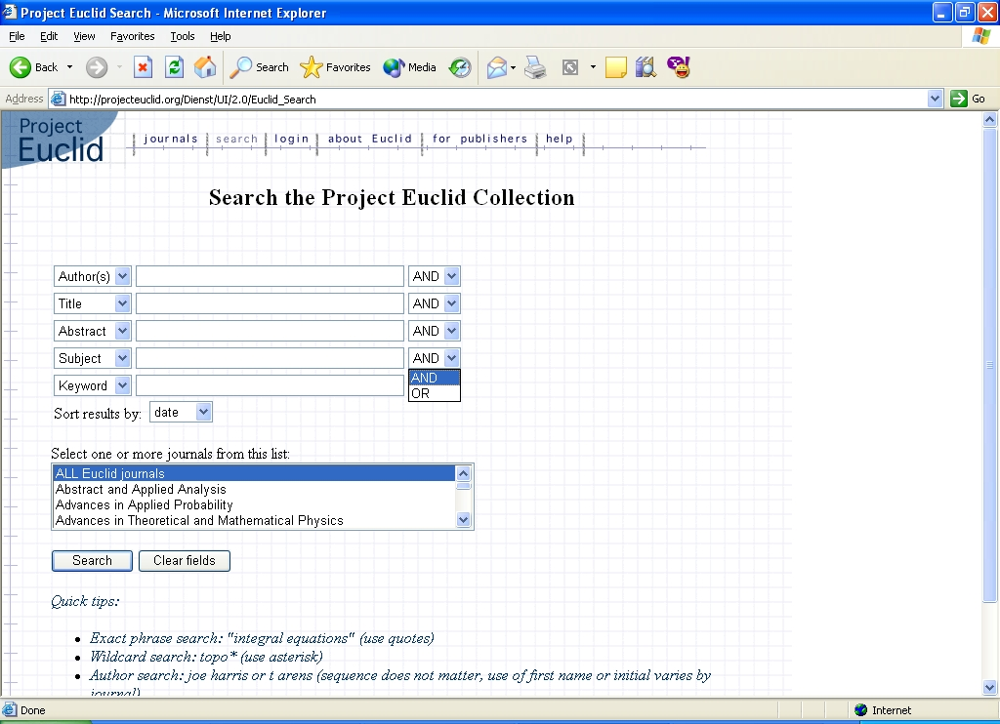 Project Euclid Search - Microsoft Internet Explorer
File Edit View Favorites Tools Help
Back Search Favorites Media
Address http://projecteuclid.org/Dienst/UI/2.0/Euclid_Search Go
Project
Euclid
journals search login about Euclid for publishers help
Search the Project Euclid Collection
Author(s) AND
Title AND
Abstract AND
Subject AND
AND
Keyword
OR
Sort results by: date
Select one or more journals from this list:
ALL Euclid journals
Abstract and Applied Analysis
Advances in Applied Probability
Advances in Theoretical and Mathematical Physics
Search Clear fields
Quick tips:
Exact phrase search: "integral equations" (use quotes)
Wildcard search: topo* (use asterisk)
Author search: joe harris or t arens (sequence does not matter, use of first name or initial varies by
journal)
Done Internet